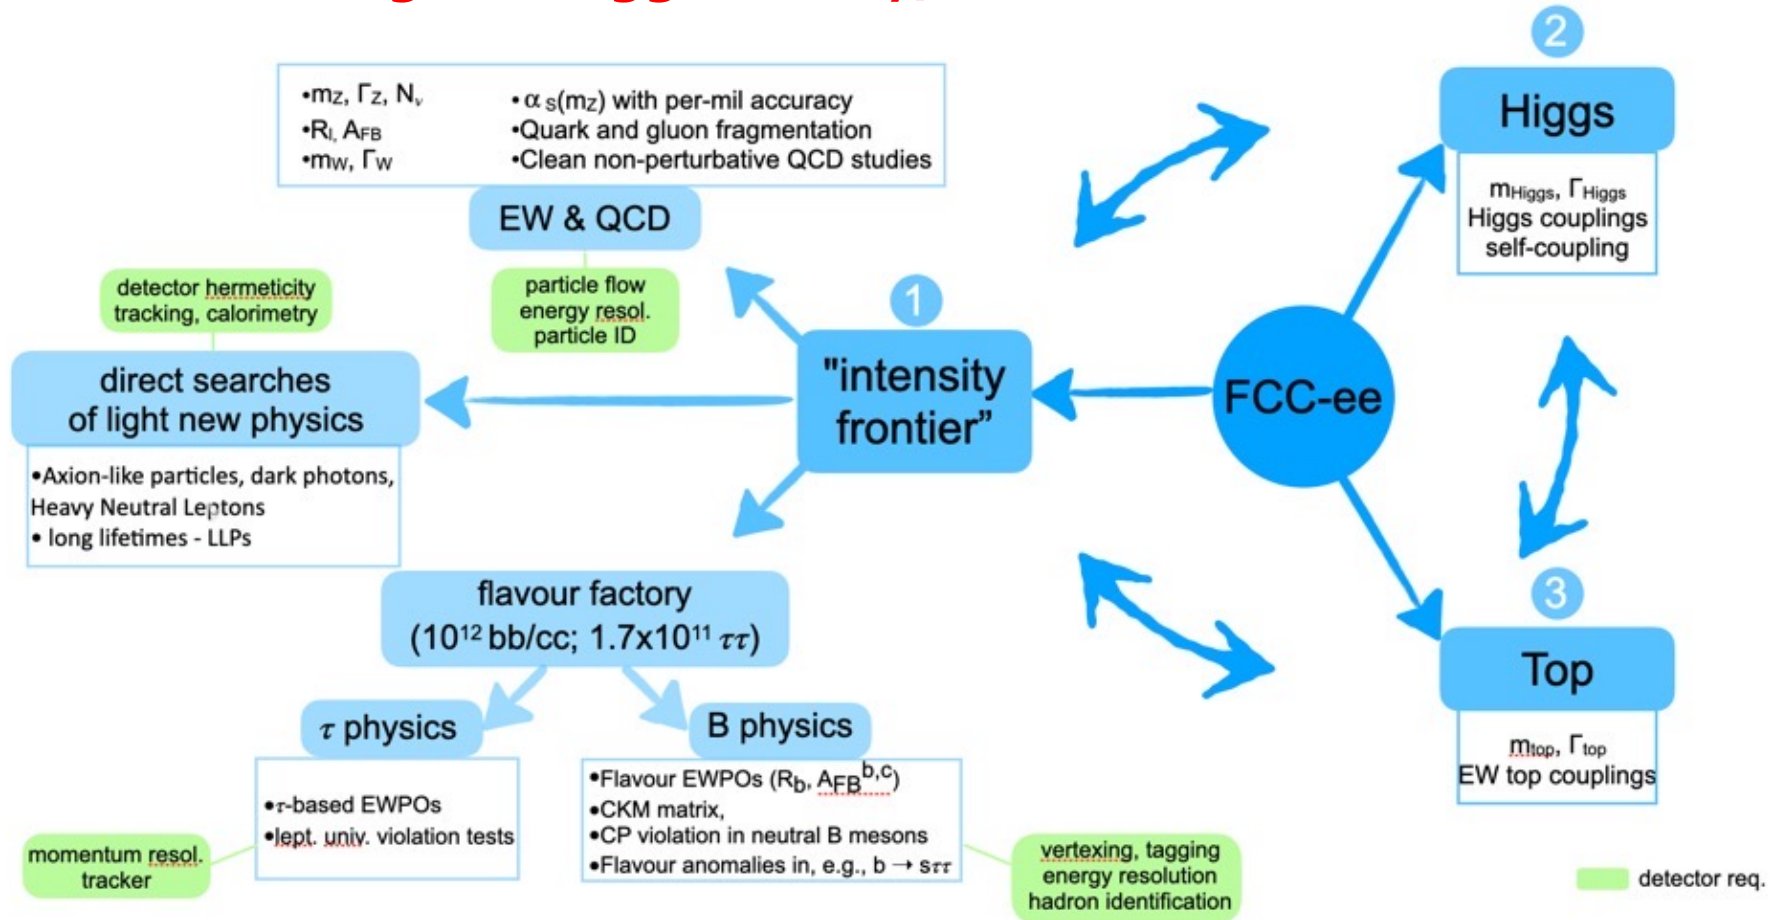 2
Higgs
mHiggs, ΓHiggs
Higgs couplings
self-coupling
•mZ, ΓZ, Nν
•Rl, AFB
•mW, ΓW
•αS(mZ) with per-mil accuracy
•Quark and gluon fragmentation
•Clean non-perturbative QCD studies
EW & QCD
particle flow
energy resol.
particle ID
detector hermeticity
tracking, calorimetry
direct searches
of light new physics
•Axion-like particles, dark photons,
Heavy Neutral Leptons
• long lifetimes - LLPs
1
"intensity
frontier”
FCC-ee
flavour factory
(10¹² bb/cc; 1.7x10¹¹ ττ)
τ physics
•τ-based EWPOs
•lept. univ. violation tests
momentum resol.
tracker
B physics
•Flavour EWPOs (Rb, AFBb,c)
•CKM matrix,
•CP violation in neutral B mesons
•Flavour anomalies in, e.g., b → sττ
vertexing, tagging
energy resolution
hadron identification
3
Top
mtop, Γtop
EW top couplings
detector req.